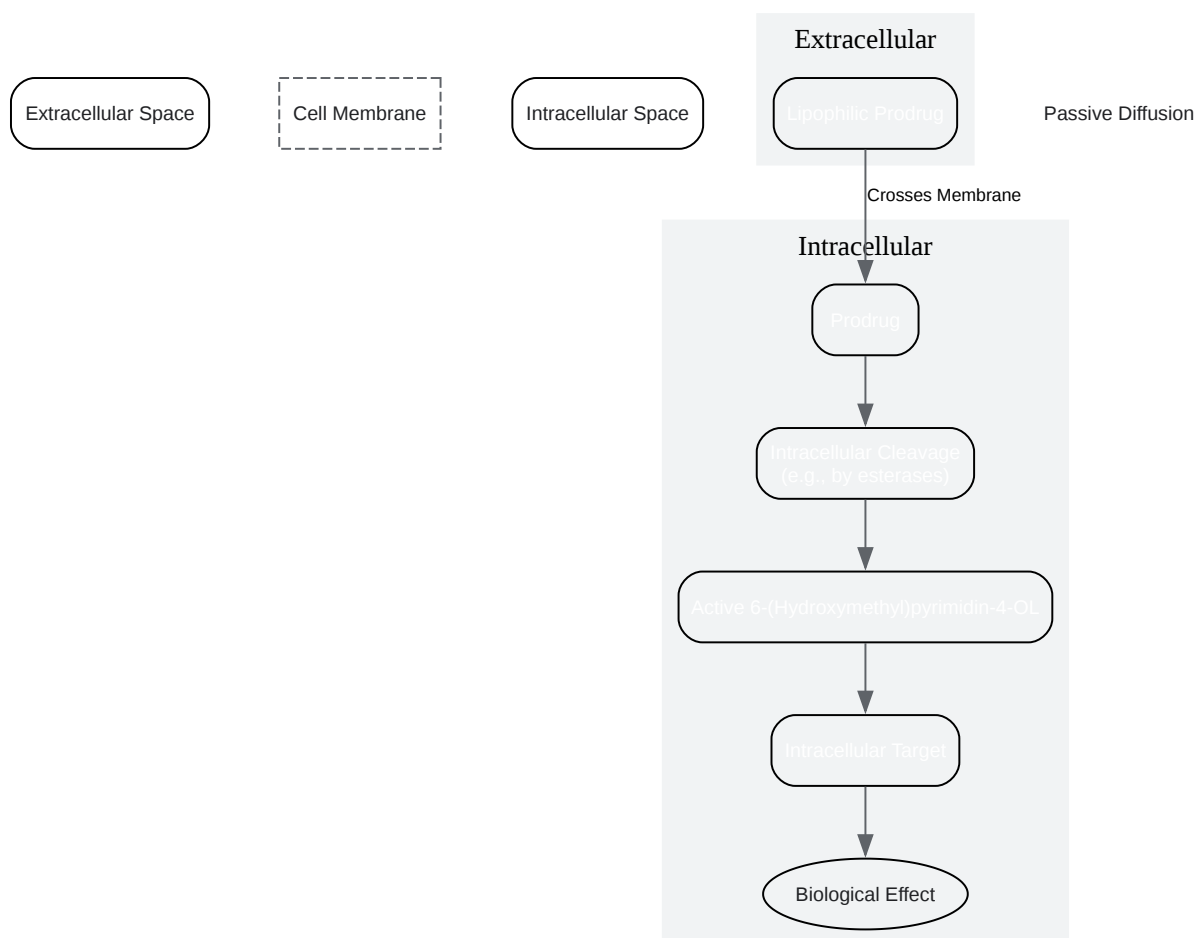 Extracellular
Extracellular Space
Cell Membrane
Intracellular Space
Lipophilic Prodrug
Passive Diffusion
Crosses Membrane
Intracellular
Prodrug
Intracellular Cleavage
(e.g., by esterases)
Active 6-(Hydroxymethyl)pyrimidin-4-OL
Intracellular Target
Biological Effect